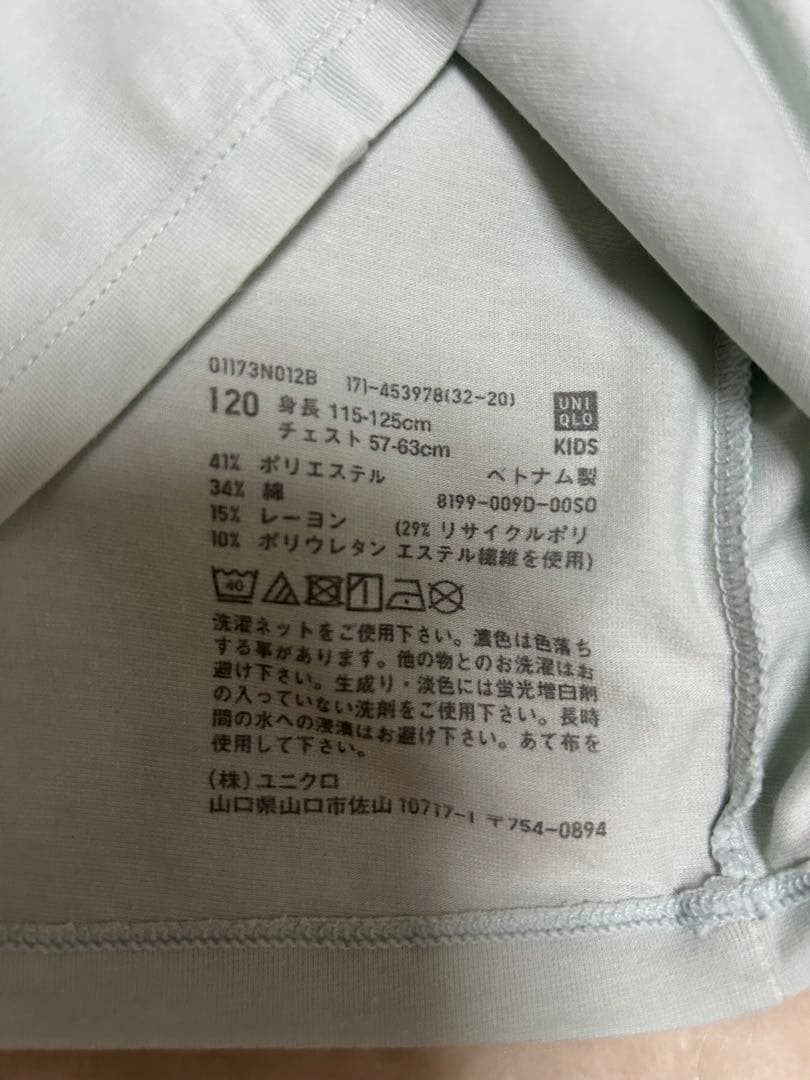 01173N012B 171-453978(32-20)
120 身長 115-125cm
チェスト 57-63cm
UNI
QLO
KIDS
41% ポリエステル ベトナム製
34% 綿 8199-009D-00S0
15% レーヨン (29% リサイクルポリ
10% ポリウレタン エステル繊維を使用)
40
洗濯ネットをご使用下さい。濃色は色落ち
する事があります。他の物とのお洗濯はお
避け下さい。生成り・淡色には蛍光増白剤
の入っていない洗剤をご使用下さい。長時
間の水への浸漬はお避け下さい。あて布を
使用して下さい。
(株)ユニクロ
山口県山口市佐山 10717-1 〒754-0894